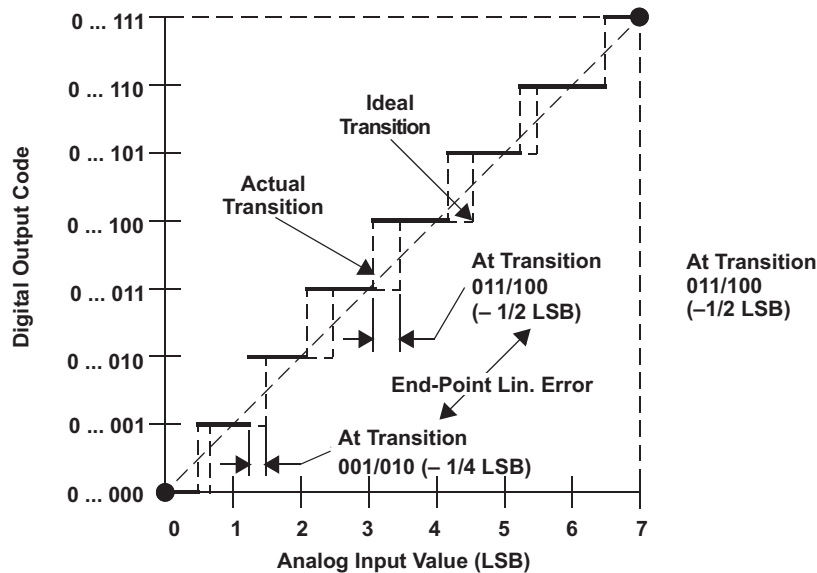 0 ... 111
0 ... 110
0 ... 101
0 ... 100
0 ... 011
0 ... 010
0 ... 001
0 ... 000
Digital Output Code
Ideal
Transition
Actual
Transition
At Transition
011/100
(– 1/2 LSB)
At Transition
011/100
(–1/2 LSB)
End-Point Lin. Error
At Transition
001/010 (– 1/4 LSB)
0 1 2 3 4 5 6 7
Analog Input Value (LSB)